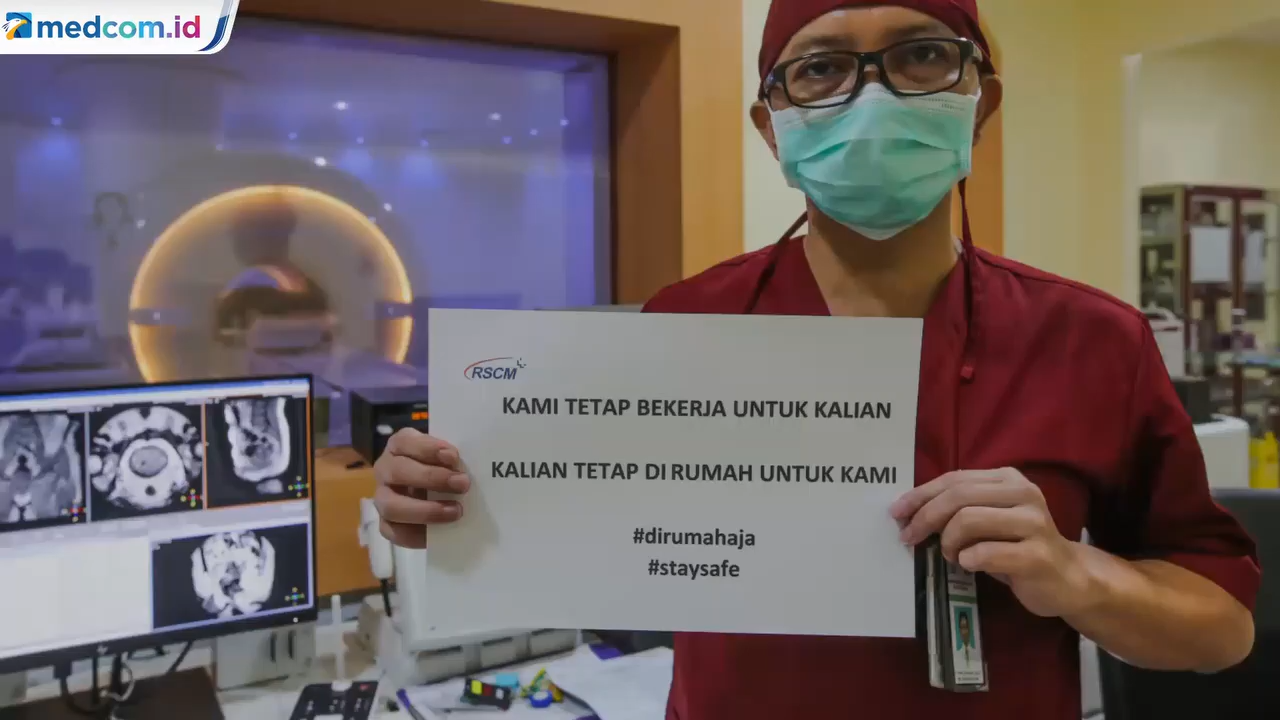 medcom.id
RSCM
KAMI TETAP BEKERJA UNTUK KALIAN
KALIAN TETAP DI RUMAH UNTUK KAMI
#dirumahaja
#staysafe